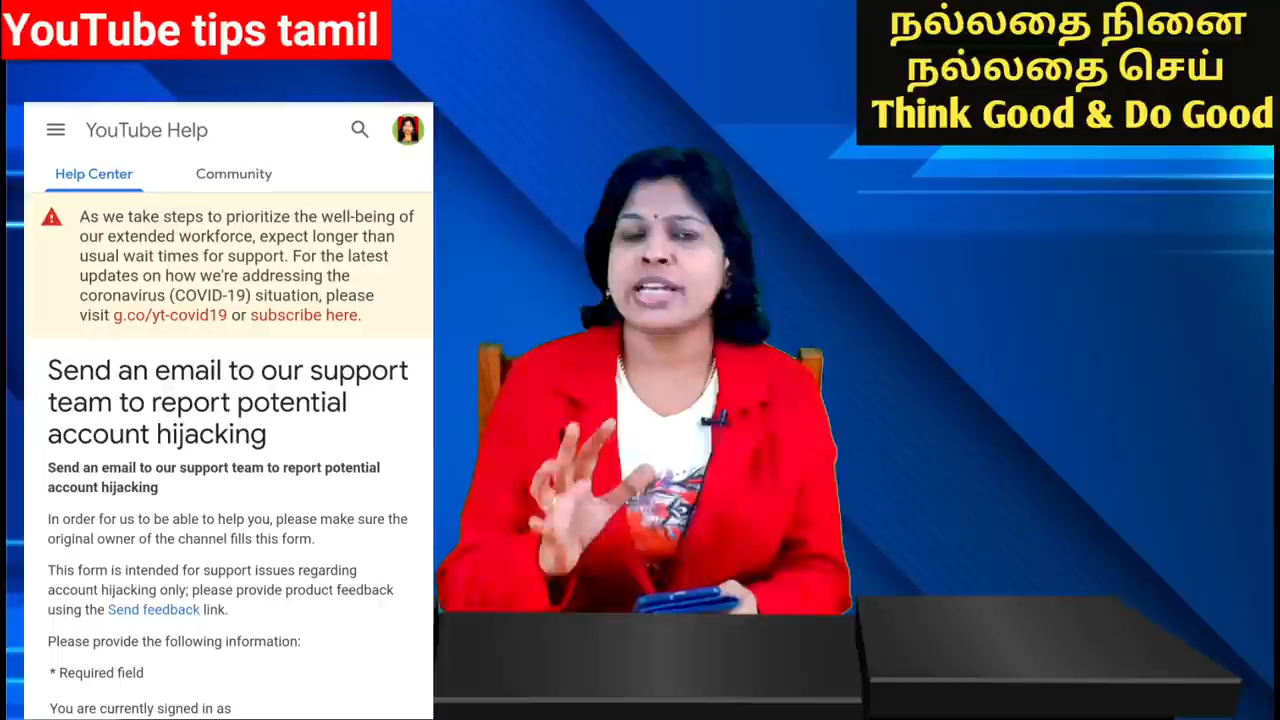 YouTube tips tamil
நல்லதை நினை
நல்லதை செய்
Think Good & Do Good
YouTube Help
Help Center
Community
As we take steps to prioritize the well-being of
our extended workforce, expect longer than
usual wait times for support. For the latest
updates on how we're addressing the
coronavirus (COVID-19) situation, please
visit g.co/yt-covid19 or subscribe here.
Send an email to our support
team to report potential
account hijacking
Send an email to our support team to report potential
account hijacking
In order for us to be able to help you, please make sure the
original owner of the channel fills this form.
This form is intended for support issues regarding
account hijacking only; please provide product feedback
using the Send feedback link.
Please provide the following information:
* Required field
You are currently signed in as